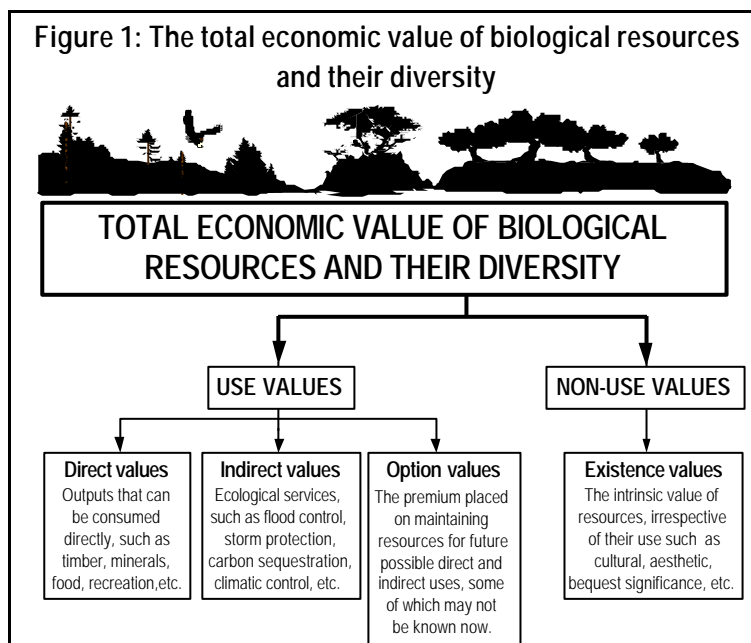 Figure 1: The total economic value of biological resources
and their diversity
TOTAL ECONOMIC VALUE OF BIOLOGICAL
RESOURCES AND THEIR DIVERSITY
USE VALUES
NON-USE VALUES
Direct values
Outputs that can
be consumed
directly, such as
timber, minerals,
food, recreation,etc.
Indirect values
Ecological services,
such as flood control,
storm protection,
carbon sequestration,
climatic control, etc.
Option values
The premium placed
on maintaining
resources for future
possible direct and
indirect uses, some
of which may not
be known now.
Existence values
The intrinsic value of
resources, irrespective
of their use such as
cultural, aesthetic,
bequest significance, etc.